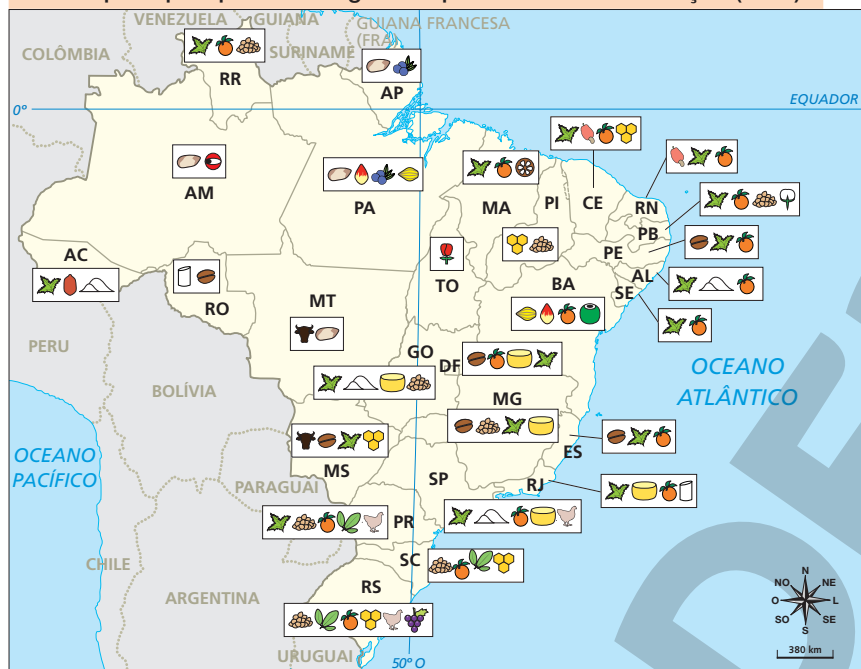 VENEZUELA
GUIANA
GUIANA FRANCESA
(FRA)
COLÔMBIA
SURINAME
RR
AP
0°
EQUADOR
AM
PA
MA
PI
CE
RN
PB
PE
AL
SE
AC
RO
MT
TO
BA
PERU
GO
DF
OCEANO
ATLÂNTICO
BOLÍVIA
MG
ES
OCEANO
PACÍFICO
MS
PARAGUAI
SP
RJ
PR
SC
CHILE
RS
ARGENTINA
URUGUAI
50° O
N
NO
NE
O
L
SO
SE
S
380 km